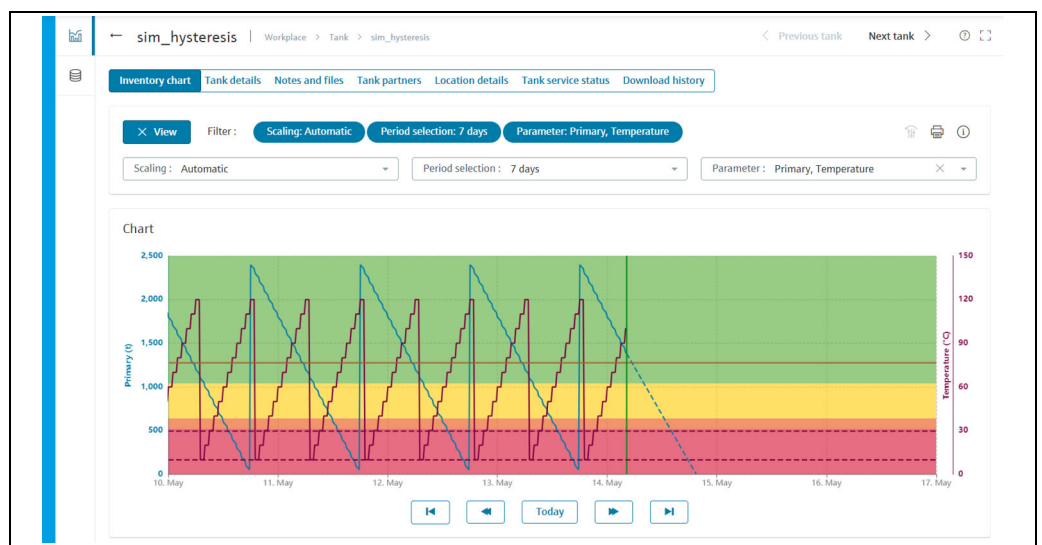 ← sim_hysteresis | Workplace > Tank > sim_hysteresis < Previous tank Next tank >
Inventory chart Tank details Notes and files Tank partners Location details Tank service status Download history
× View Filter : Scaling: Automatic Period selection: 7 days Parameter: Primary, Temperature
Scaling : Automatic Period selection : 7 days Parameter : Primary, Temperature
Chart
2,500 150
2,000 120
1,500 90
1,000 60
500 30
0 0
Primary (t)
Temperature (°C)
10. May 11. May 12. May 13. May 14. May 15. May 16. May 17. May
Today